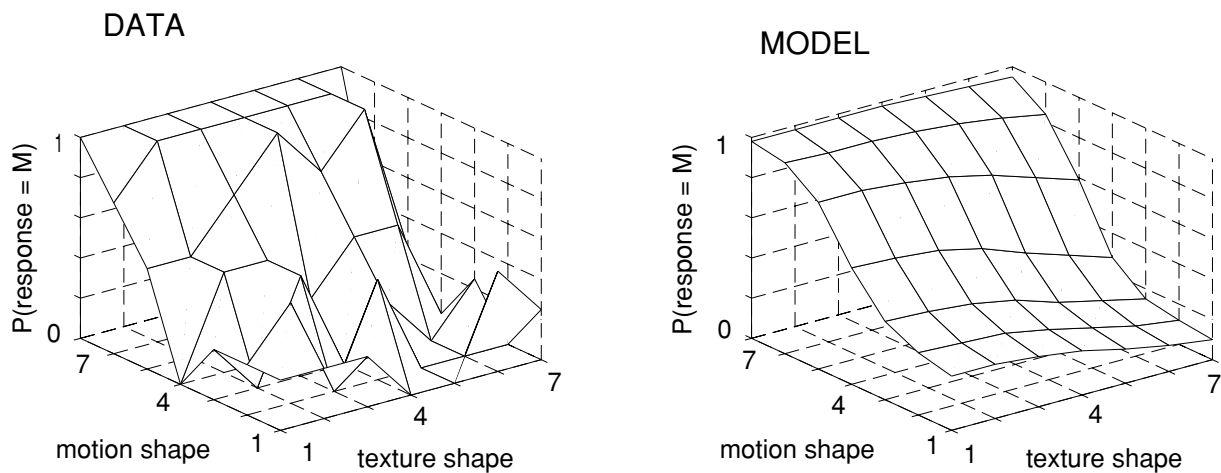 DATA
1
P(response = M)
0
7
4
1
motion shape
1
4
7
texture shape
MODEL
1
P(response = M)
0
7
4
1
motion shape
1
4
7
texture shape